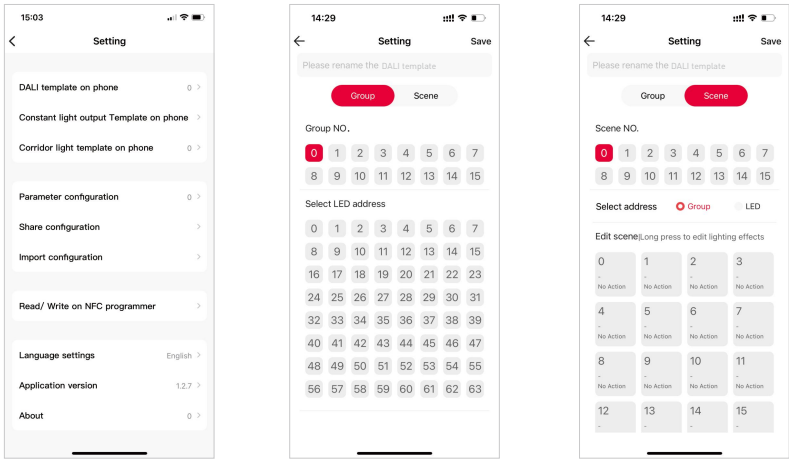 15:03
Setting
DALI template on phone 0
Constant light output Template on phone
Corridor light template on phone 0
Parameter configuration 0
Share configuration
Import configuration
Read/ Write on NFC programmer
Language settings English
Application version 1.2.7
About 0
14:29
Setting Save
Please rename the DALI template
Group Scene
Group NO.
0 1 2 3 4 5 6 7
8 9 10 11 12 13 14 15
Select LED address
0 1 2 3 4 5 6 7
8 9 10 11 12 13 14 15
16 17 18 19 20 21 22 23
24 25 26 27 28 29 30 31
32 33 34 35 36 37 38 39
40 41 42 43 44 45 46 47
48 49 50 51 52 53 54 55
56 57 58 59 60 61 62 63
14:29
Setting Save
Please rename the DALI template
Group Scene
Scene NO.
0 1 2 3 4 5 6 7
8 9 10 11 12 13 14 15
Select address Group LED
Edit scene|Long press to edit lighting effects
0 1 2 3
- - - -
No Action No Action No Action No Action
4 5 6 7
- - - -
No Action No Action No Action No Action
8 9 10 11
- - - -
No Action No Action No Action No Action
12 13 14 15
- - - -